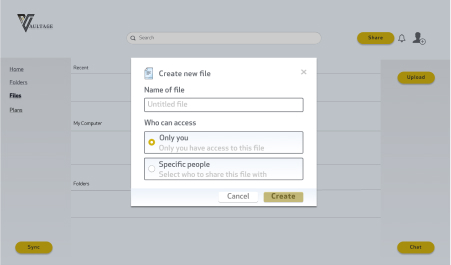 VAULTAGE
Search
Share
Home
Folders
Files
Plans
Recent
My Computer
Folders
Upload
Create new file
Name of file
Untitled file
Who can access
Only you
Only you have access to this file
Specific people
Select who to share this file with
Cancel
Create
Sync
Chat